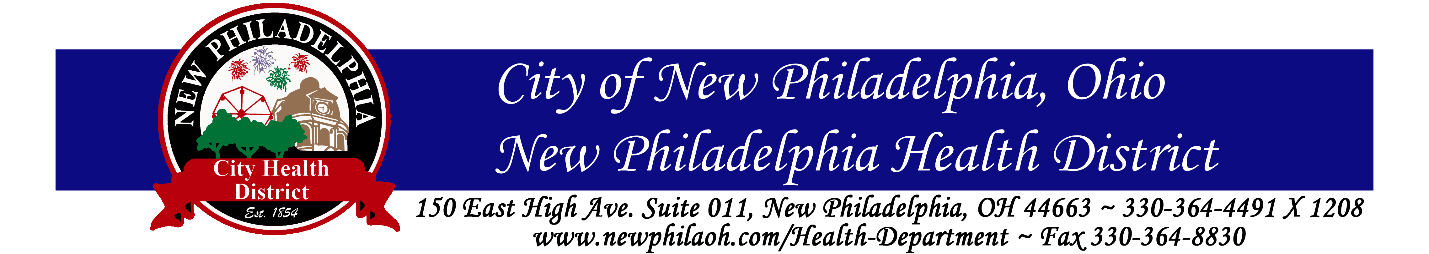 NEW PHILADELPHIA
City Health
District
Est. 1854
City of New Philadelphia, Ohio
New Philadelphia Health District
150 East High Ave. Suite 011, New Philadelphia, OH 44663 ~ 330-364-4491 X 1208
www.newphilaoh.com/Health-Department ~ Fax 330-364-8830